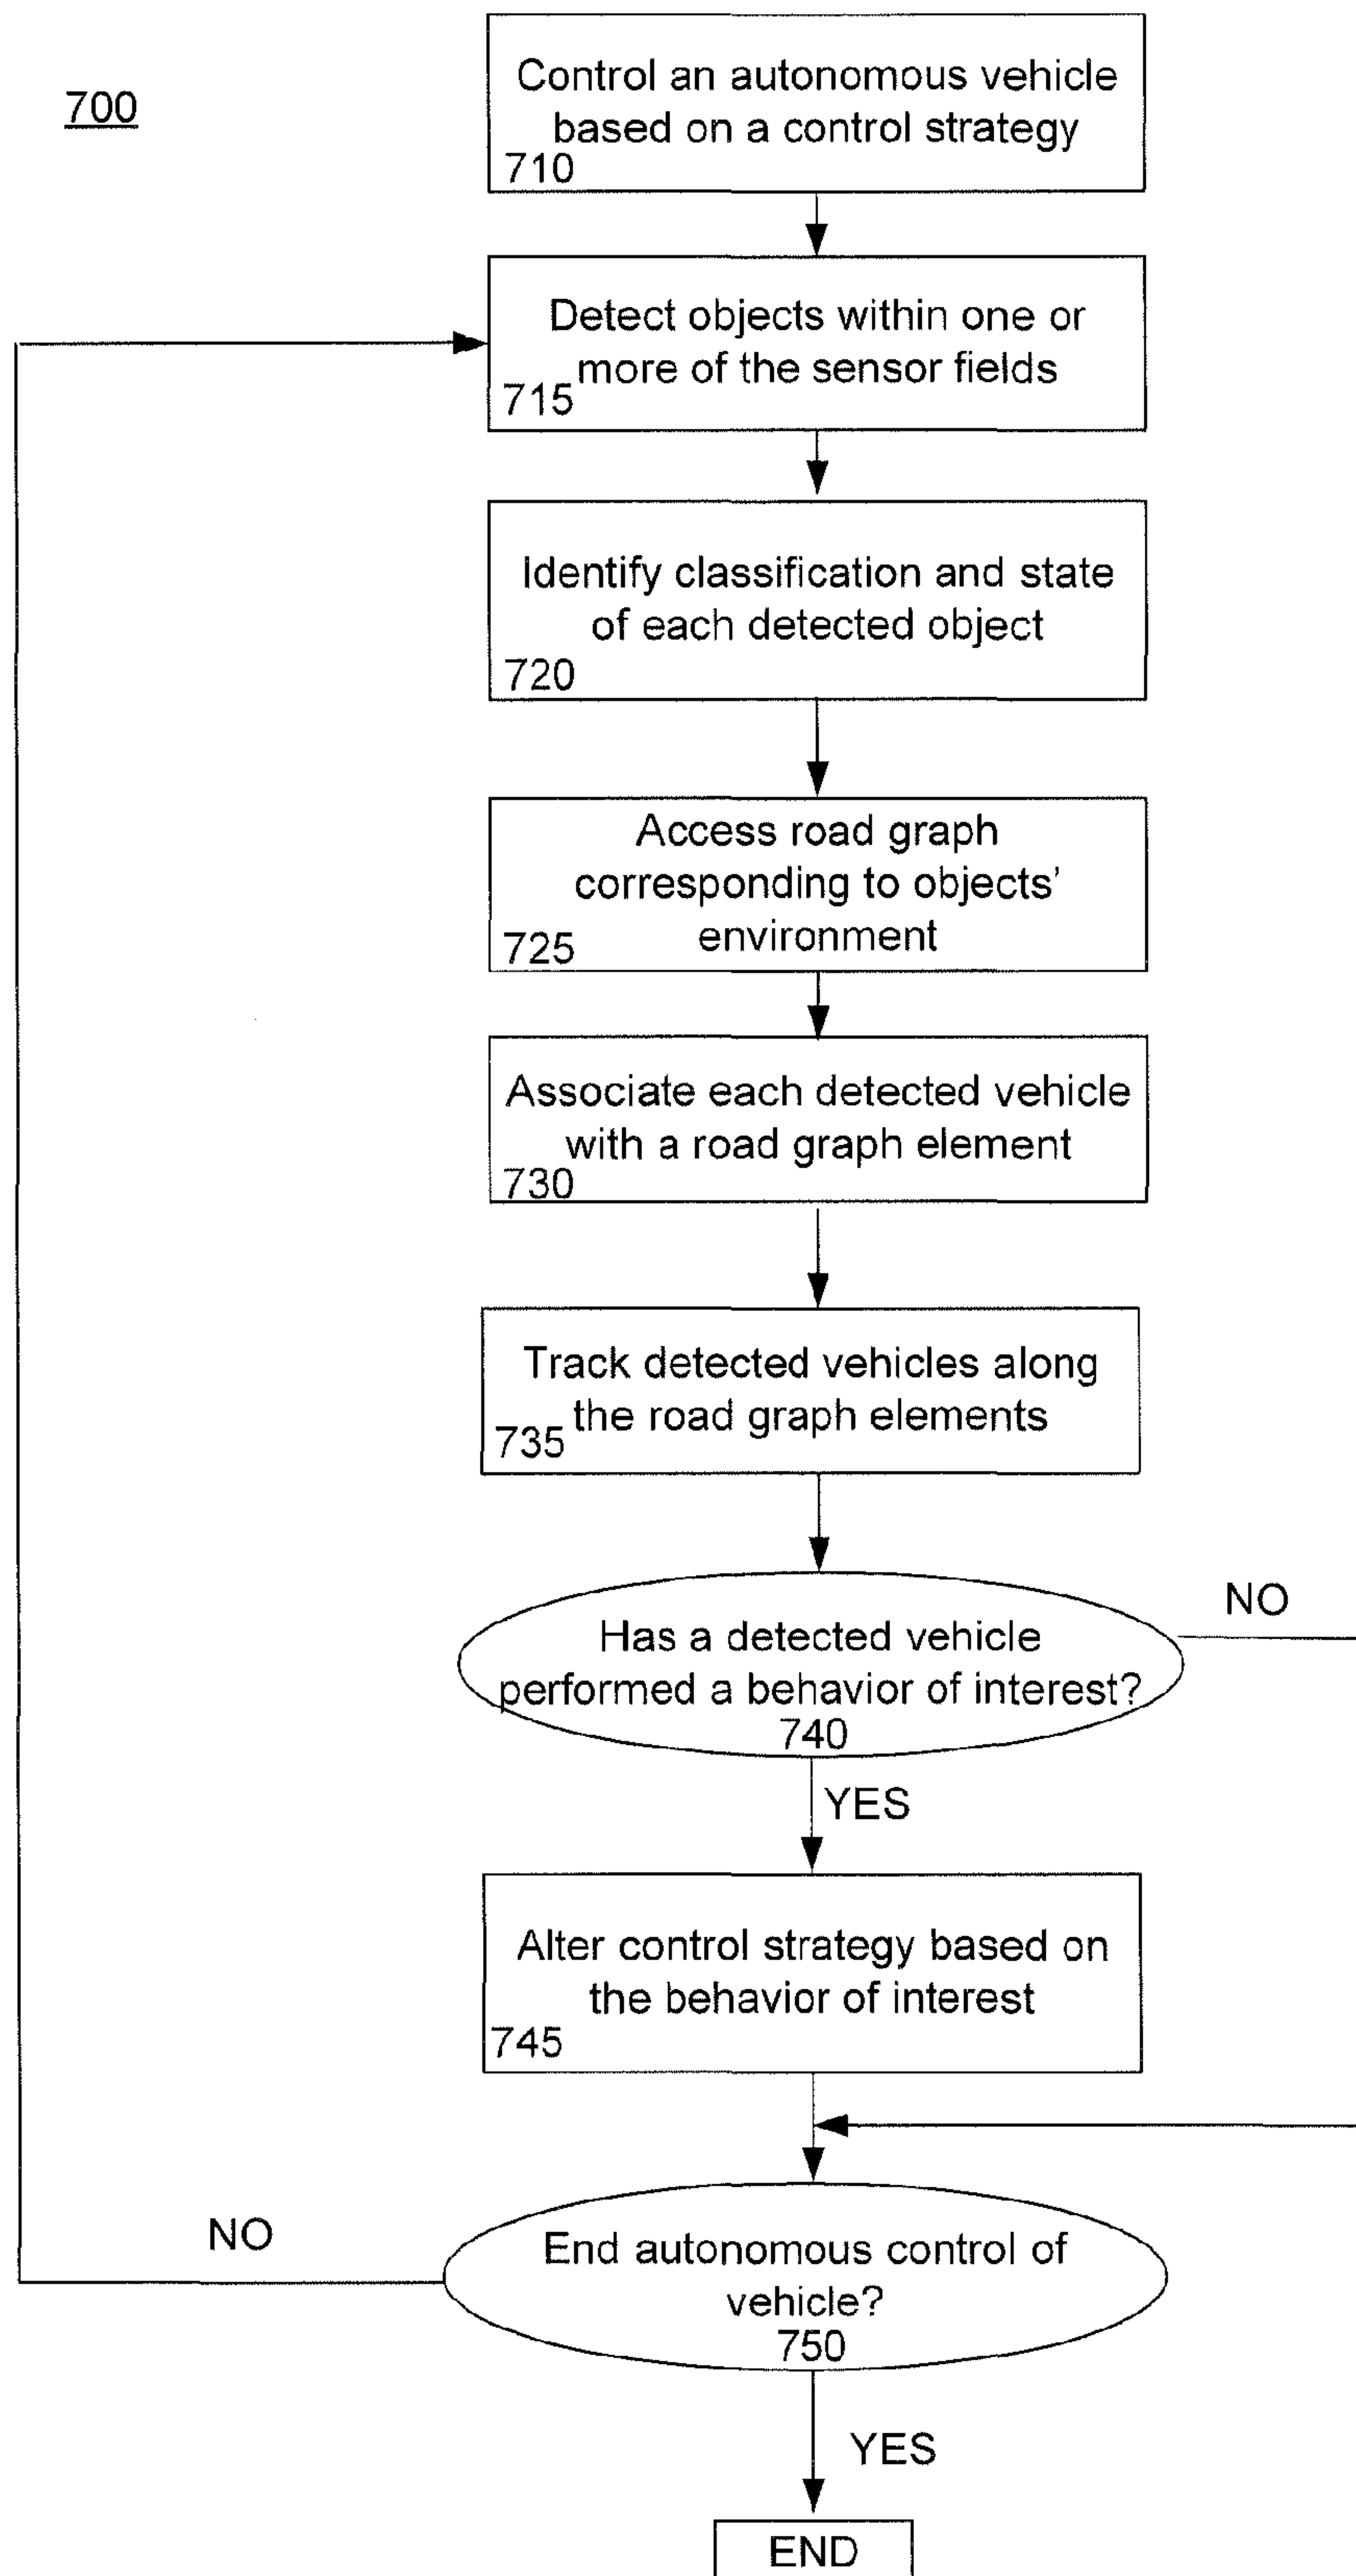 700
Control an autonomous vehicle
based on a control strategy
710
Detect objects within one or
more of the sensor fields
715
Identify classification and state
of each detected object
720
Access road graph
corresponding to objects'
environment
725
Associate each detected vehicle
with a road graph element
730
Track detected vehicles along
the road graph elements
735
Has a detected vehicle
performed a behavior of interest?
740
NO
YES
Alter control strategy based on
the behavior of interest
745
NO
End autonomous control of
vehicle?
750
YES
END